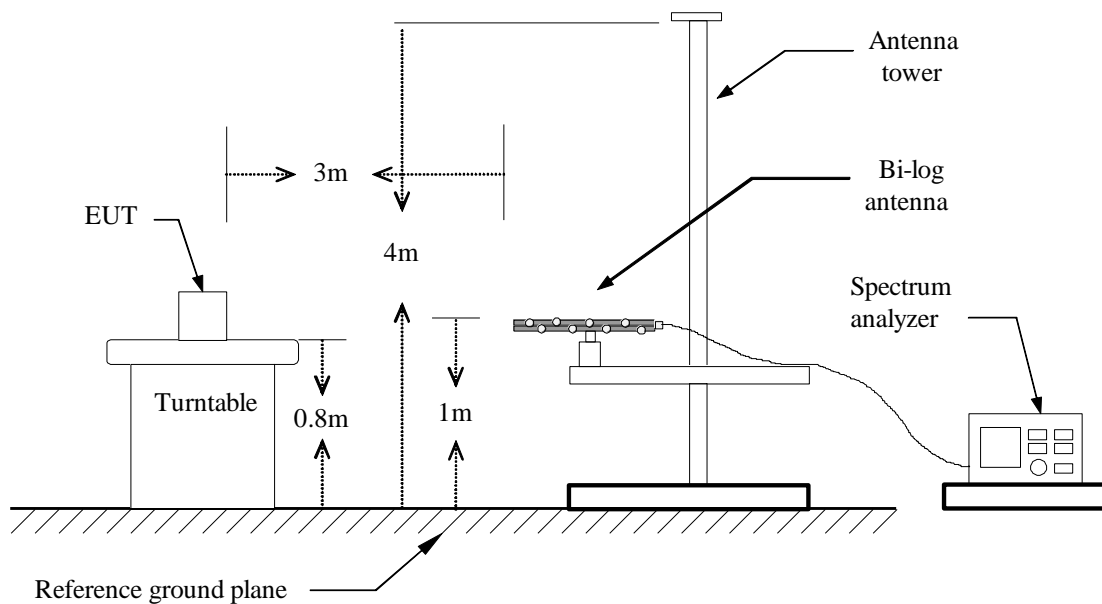 Antenna
tower
3m
Bi-log
antenna
EUT
4m
Spectrum
analyzer
Turntable
0.8m
1m
Reference ground plane